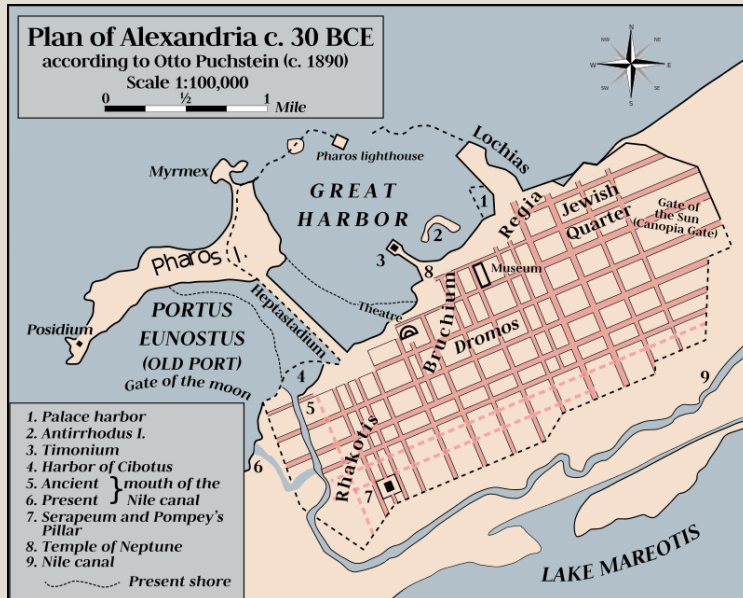 Plan of Alexandria c. 30 BCE
according to Otto Puchstein (c. 1890)
Scale 1:100,000
0 ½ 1 Mile
N
NW NE
W E
SW SE
S
Lochias
Pharos lighthouse
Myrmex
GREAT
HARBOR
1
2
3
8
Regia
Jewish
Quarter
Gate of
the Sun
(Canopia Gate)
Museum
Pharos I.
Heptastadium
Theatre
Bruchium
Dromos
PORTUS
EUNOSTUS
(OLD PORT)
Posidium
Gate of the moon
4
5
6
Rhakotis
7
9
LAKE MAREOTIS
1. Palace harbor
2. Antirrhodus I.
3. Timonium
4. Harbor of Cibotus
5. Ancient } mouth of the
6. Present Nile canal
7. Serapeum and Pompey's
Pillar
8. Temple of Neptune
9. Nile canal
Present shore